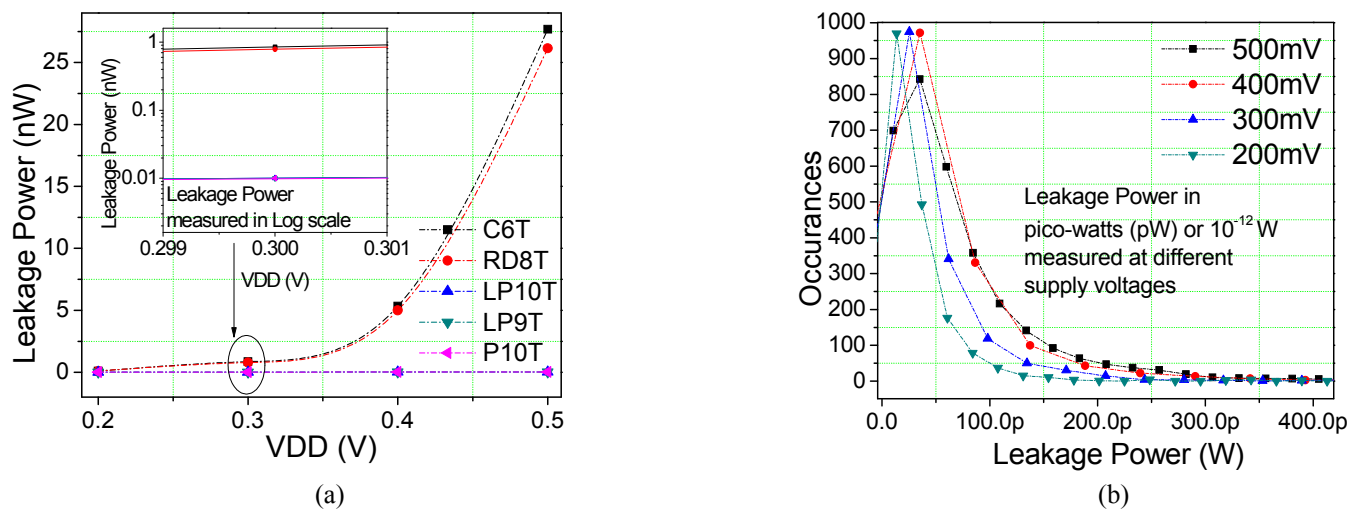 25
20
15
10
5
0
Leakage Power (nW)
1
0.1
0.01
Leakage Power (nW)
Leakage Power
measured in Log scale
0.299
0.300
0.301
VDD (V)
C6T
RD8T
LP10T
LP9T
P10T
0.2
0.3
0.4
0.5
VDD (V)
(a)
1000
900
800
700
600
500
400
300
200
100
0
Occurances
500mV
400mV
300mV
200mV
Leakage Power in
pico-watts (pW) or 10⁻¹² W
measured at different
supply voltages
0.0
100.0p
200.0p
300.0p
400.0p
Leakage Power (W)
(b)